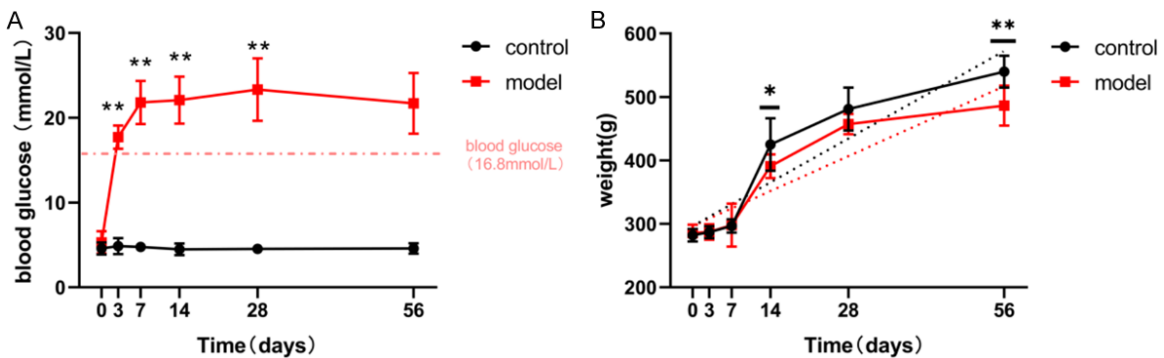 A
blood glucose (mmol/L)
30
20
10
0
** ** ** **
control
model
blood glucose
(16.8mmol/L)
0 3 7 14 28 56
Time(days)
B
weight(g)
600
500
400
300
200
*
**
control
model
0 3 7 14 28 56
Time(days)